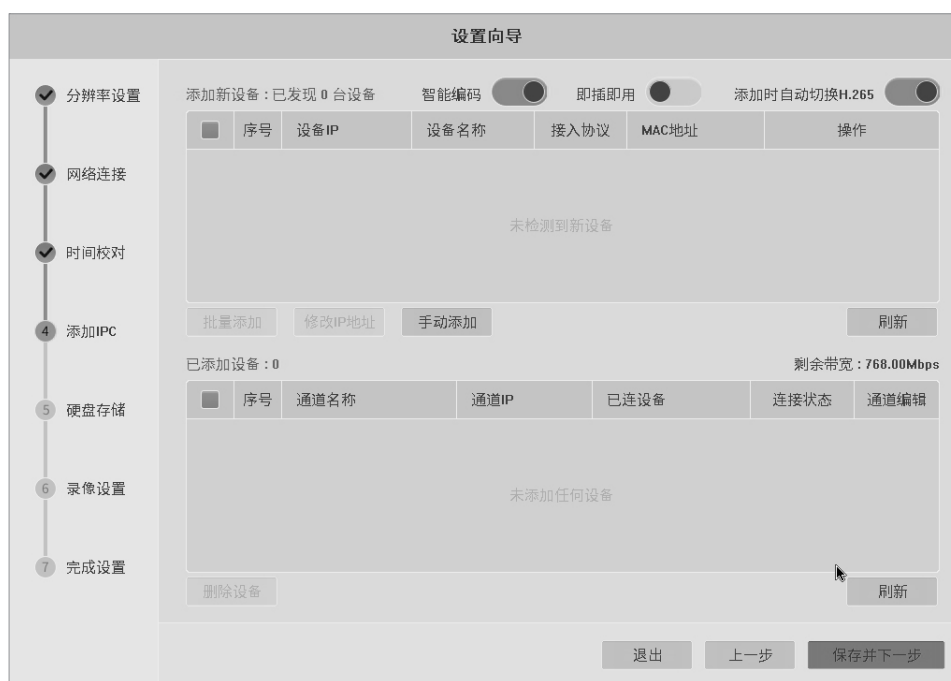 设置向导
分辨率设置
网络连接
时间校对
4 添加IPC
5 硬盘存储
6 录像设置
7 完成设置
添加新设备：已发现 0 台设备 智能编码 即插即用 添加时自动切换H.265
序号 设备IP 设备名称 接入协议 MAC地址 操作
未检测到新设备
批量添加 修改IP地址 手动添加 刷新
已添加设备：0 剩余带宽：768.00Mbps
序号 通道名称 通道IP 已连设备 连接状态 通道编辑
未添加任何设备
删除设备 刷新
退出 上一步 保存并下一步